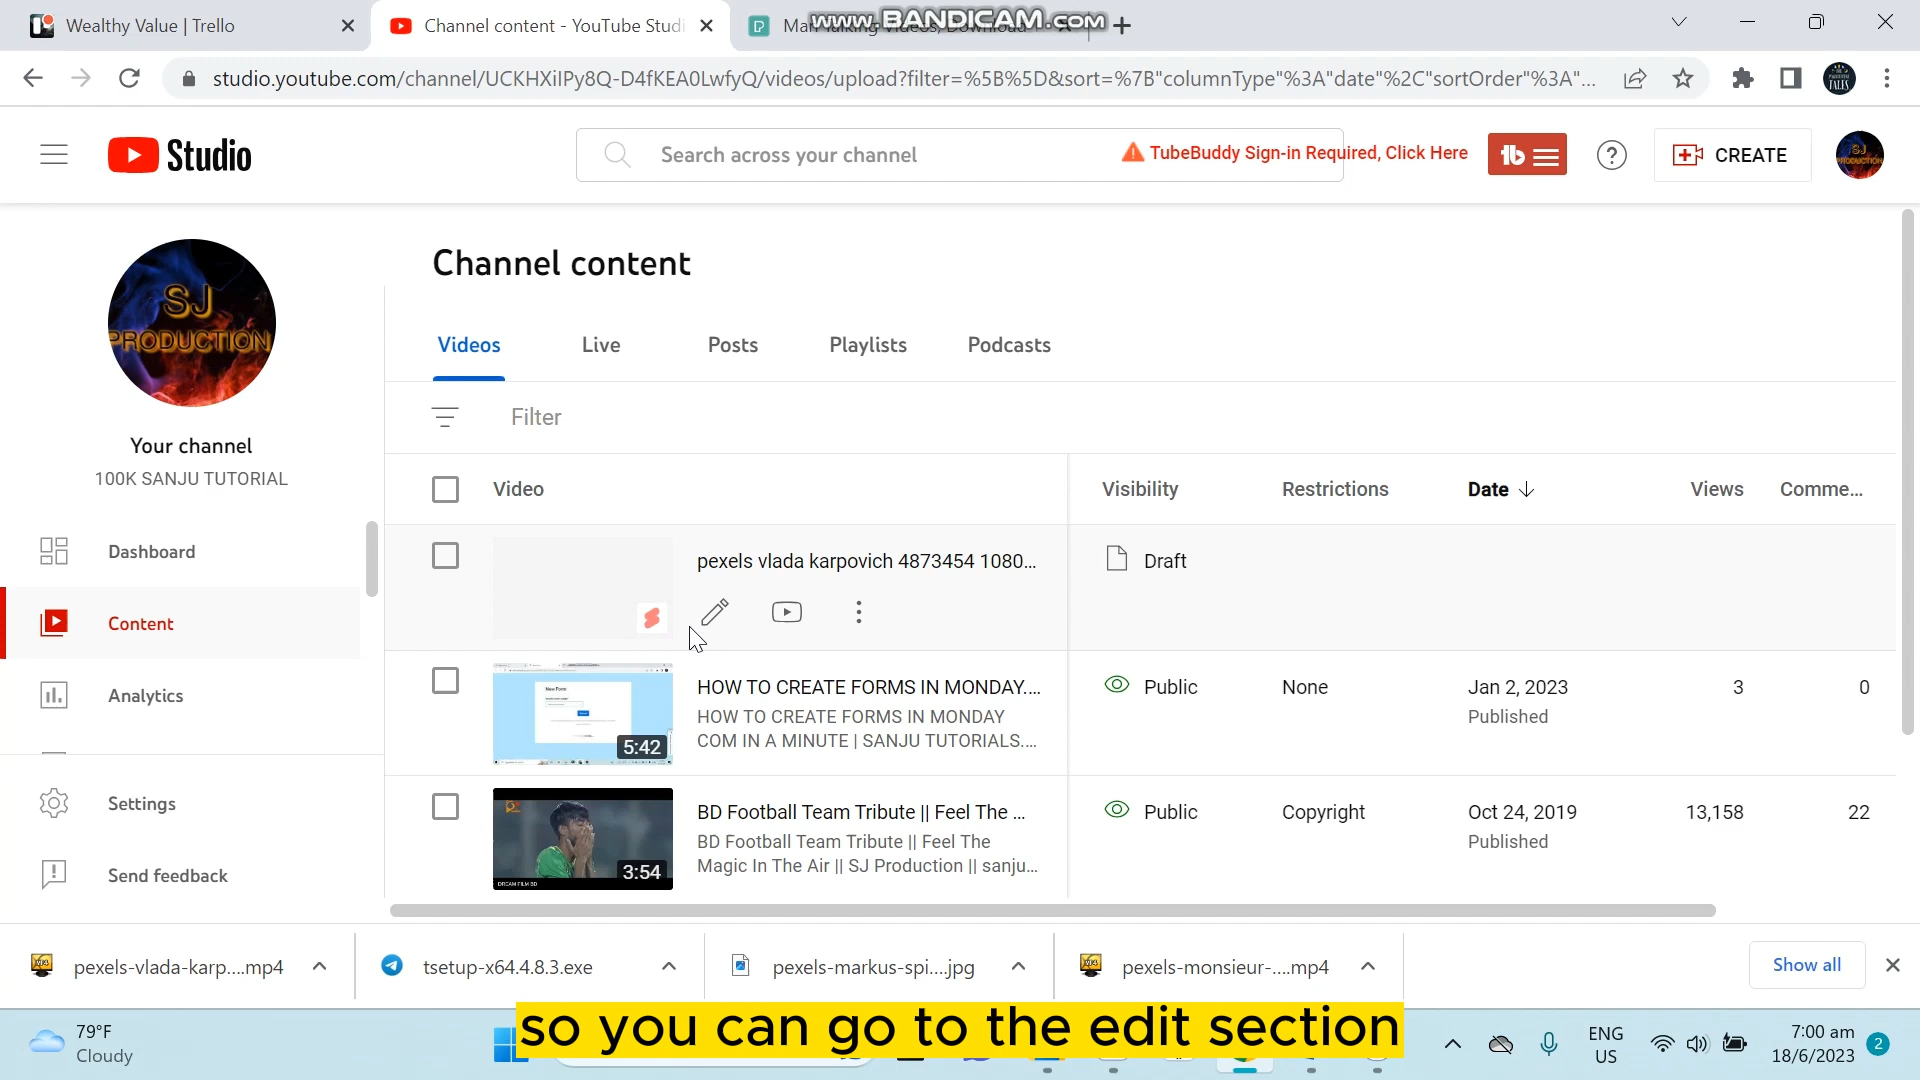 Wealthy Value | Trello
Channel content - YouTube Studi
Man Talking Videos, Download
www.BANDICAM.com
studio.youtube.com/channel/UCKHXiIPy8Q-D4fKEA0LwfyQ/videos/upload?filter=%5B%5D&sort=%7B"columnType"%3A"date"%2C"sortOrder"%3A"...
Studio
Search across your channel
TubeBuddy Sign-in Required, Click Here
tb
CREATE
SJ
PRODUCTION
Your channel
100K SANJU TUTORIAL
Dashboard
Content
Analytics
Settings
Send feedback
Channel content
Videos
Live
Posts
Playlists
Podcasts
Filter
Video
Visibility
Restrictions
Date
Views
Comme...
pexels vlada karpovich 4873454 1080...
Draft
HOW TO CREATE FORMS IN MONDAY....
HOW TO CREATE FORMS IN MONDAY
COM IN A MINUTE | SANJU TUTORIALS....
5:42
Public
None
Jan 2, 2023
Published
3
0
BD Football Team Tribute || Feel The ...
BD Football Team Tribute || Feel The
Magic In The Air || SJ Production || sanju...
3:54
DREAM FILM BD
Public
Copyright
Oct 24, 2019
Published
13,158
22
pexels-vlada-karp....mp4
tsetup-x64.4.8.3.exe
pexels-markus-spi....jpg
pexels-monsieur-....mp4
Show all
so you can go to the edit section
79°F
Cloudy
ENG
US
7:00 am
18/6/2023
2